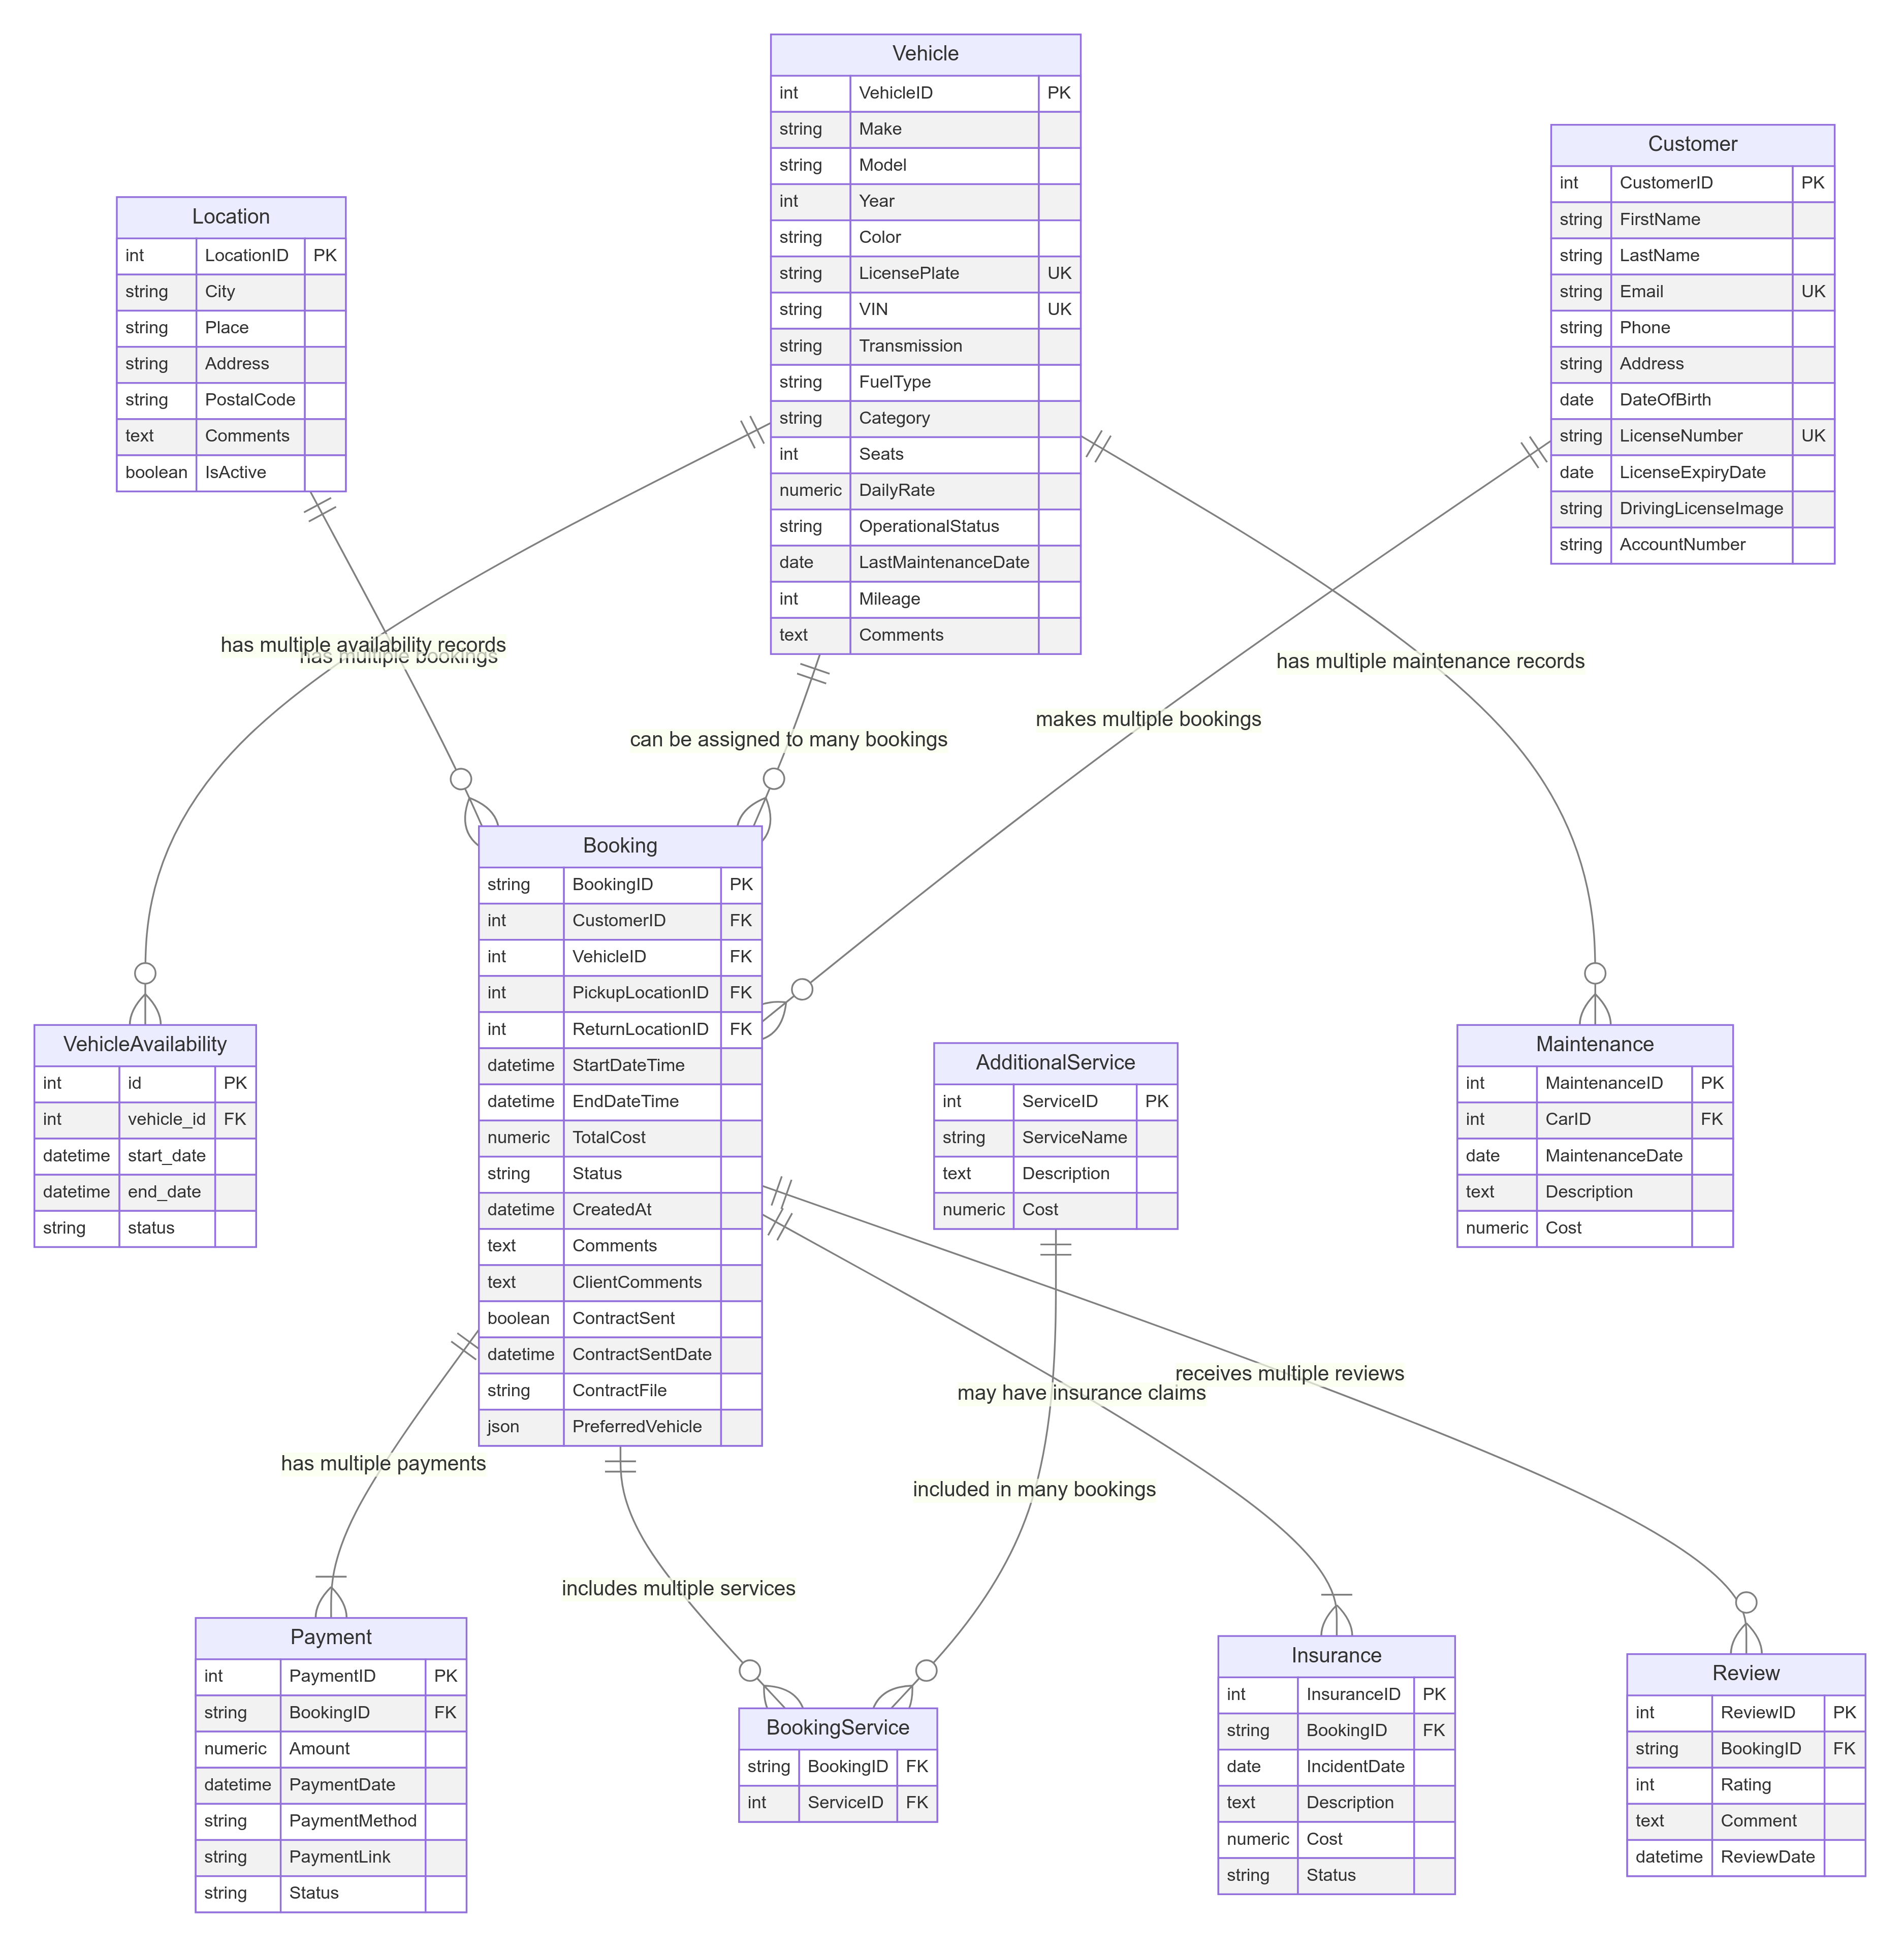 Vehicle
int VehicleID PK
string Make
string Model
int Year
string Color
string LicensePlate UK
string VIN UK
string Transmission
string FuelType
string Category
int Seats
numeric DailyRate
string OperationalStatus
date LastMaintenanceDate
int Mileage
text Comments
Customer
int CustomerID PK
string FirstName
string LastName
string Email UK
string Phone
string Address
date DateOfBirth
string LicenseNumber UK
date LicenseExpiryDate
string DrivingLicenseImage
string AccountNumber
Location
int LocationID PK
string City
string Place
string Address
string PostalCode
text Comments
boolean IsActive
has multiple availability records
has multiple bookings
can be assigned to many bookings
makes multiple bookings
has multiple maintenance records
Booking
string BookingID PK
int CustomerID FK
int VehicleID FK
int PickupLocationID FK
int ReturnLocationID FK
datetime StartDateTime
datetime EndDateTime
numeric TotalCost
string Status
datetime CreatedAt
text Comments
text ClientComments
boolean ContractSent
datetime ContractSentDate
string ContractFile
json PreferredVehicle
VehicleAvailability
int id PK
int vehicle_id FK
datetime start_date
datetime end_date
string status
AdditionalService
int ServiceID PK
string ServiceName
text Description
numeric Cost
Maintenance
int MaintenanceID PK
int CarID FK
date MaintenanceDate
text Description
numeric Cost
receives multiple reviews
may have insurance claims
has multiple payments
included in many bookings
includes multiple services
Payment
int PaymentID PK
string BookingID FK
numeric Amount
datetime PaymentDate
string PaymentMethod
string PaymentLink
string Status
BookingService
string BookingID FK
int ServiceID FK
Insurance
int InsuranceID PK
string BookingID FK
date IncidentDate
text Description
numeric Cost
string Status
Review
int ReviewID PK
string BookingID FK
int Rating
text Comment
datetime ReviewDate